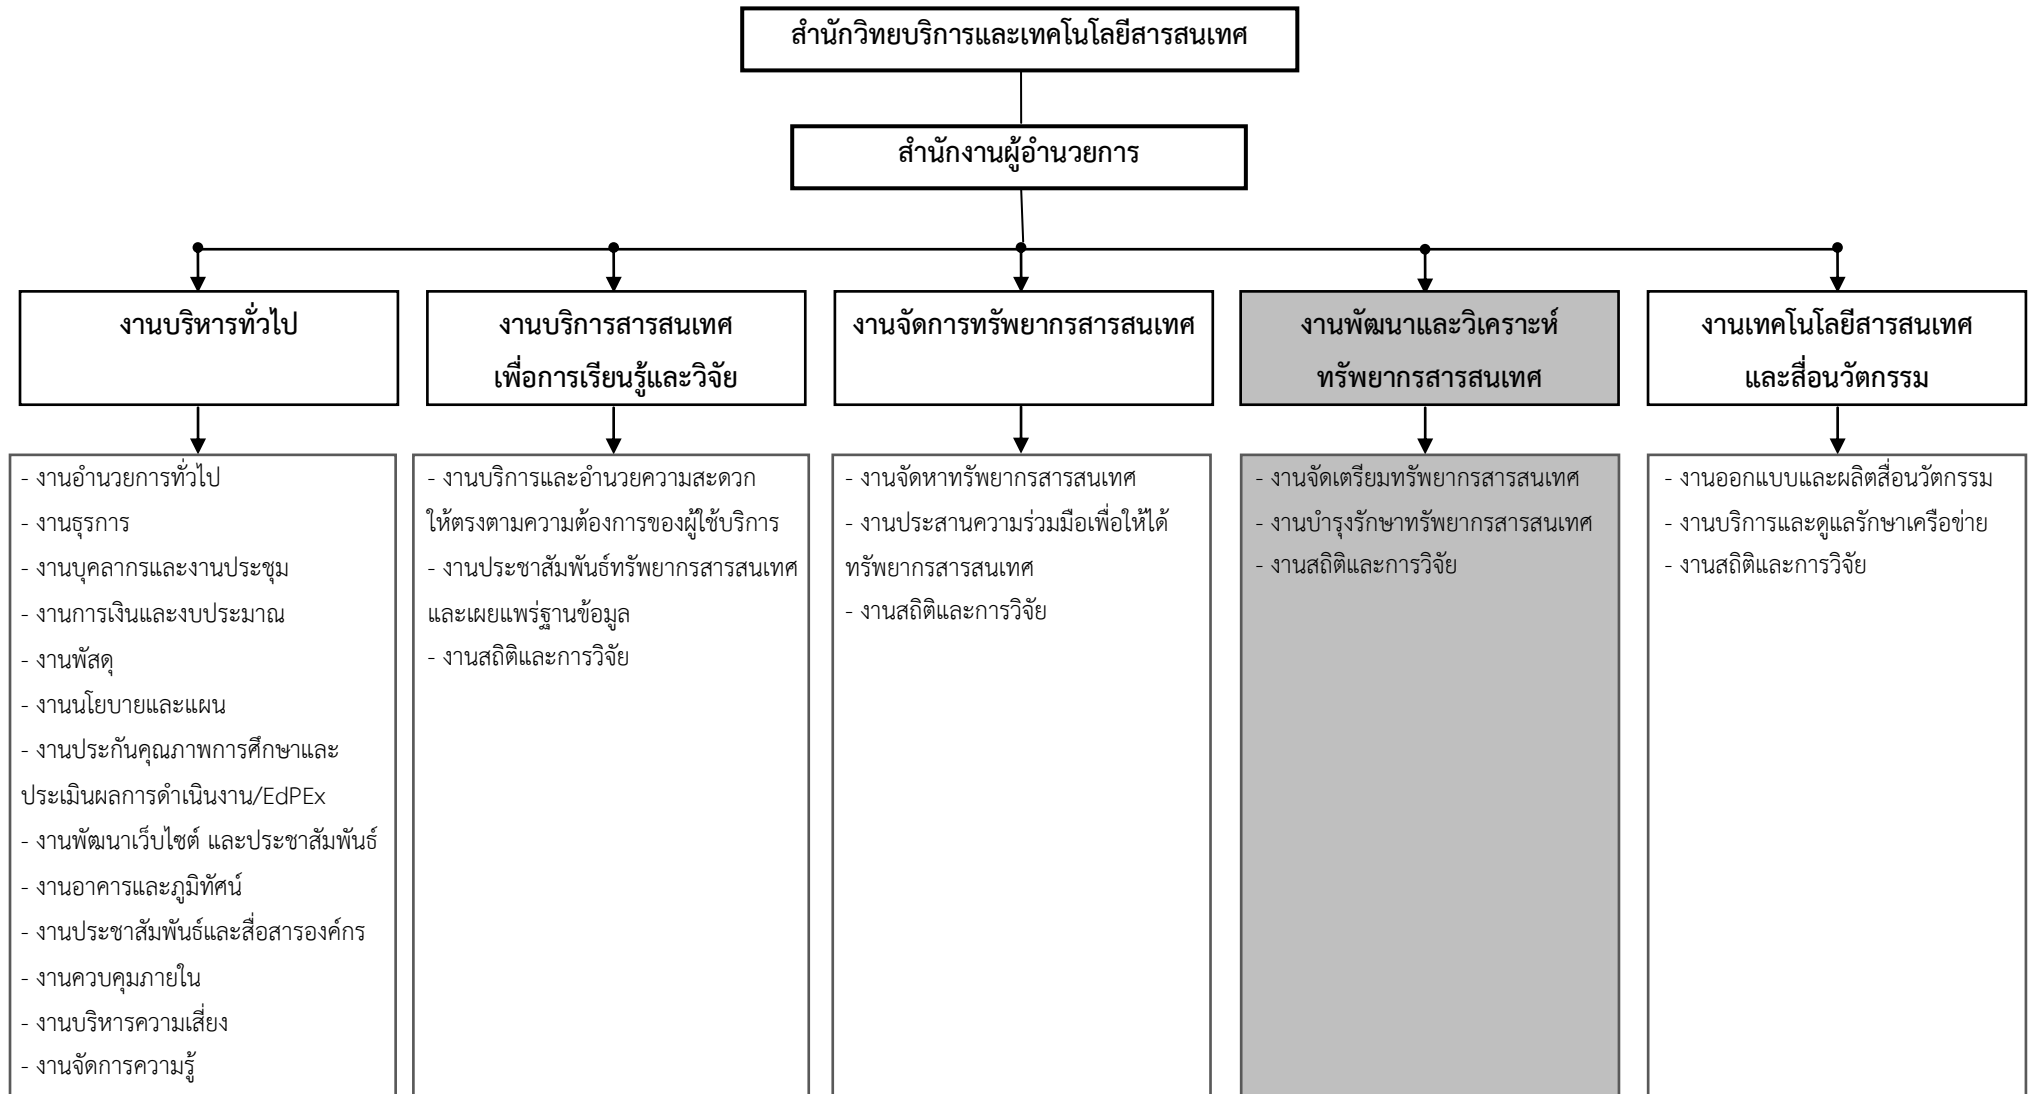 สำนักวิทยบริการและเทคโนโลยีสารสนเทศ
สำนักงานผู้อำนวยการ
งานบริหารทั่วไป
งานบริการสารสนเทศ
เพื่อการเรียนรู้และวิจัย
งานจัดการทรัพยากรสารสนเทศ
งานพัฒนาและวิเคราะห์
ทรัพยากรสารสนเทศ
งานเทคโนโลยีสารสนเทศ
และสื่อนวัตกรรม
- งานอำนวยการทั่วไป
- งานธุรการ
- งานบุคลากรและงานประชุม
- งานการเงินและงบประมาณ
- งานพัสดุ
- งานนโยบายและแผน
- งานประกันคุณภาพการศึกษาและ
ประเมินผลการดำเนินงาน/EdPEx
- งานพัฒนาเว็บไซต์ และประชาสัมพันธ์
- งานอาคารและภูมิทัศน์
- งานประชาสัมพันธ์และสื่อสารองค์กร
- งานควบคุมภายใน
- งานบริหารความเสี่ยง
- งานจัดการความรู้
- งานบริการและอำนวยความสะดวก
ให้ตรงตามความต้องการของผู้ใช้บริการ
- งานประชาสัมพันธ์ทรัพยากรสารสนเทศ
และเผยแพร่ฐานข้อมูล
- งานสถิติและการวิจัย
- งานจัดหาทรัพยากรสารสนเทศ
- งานประสานความร่วมมือเพื่อให้ได้
ทรัพยากรสารสนเทศ
- งานสถิติและการวิจัย
- งานจัดเตรียมทรัพยากรสารสนเทศ
- งานบำรุงรักษาทรัพยากรสารสนเทศ
- งานสถิติและการวิจัย
- งานออกแบบและผลิตสื่อนวัตกรรม
- งานบริการและดูแลรักษาเครือข่าย
- งานสถิติและการวิจัย